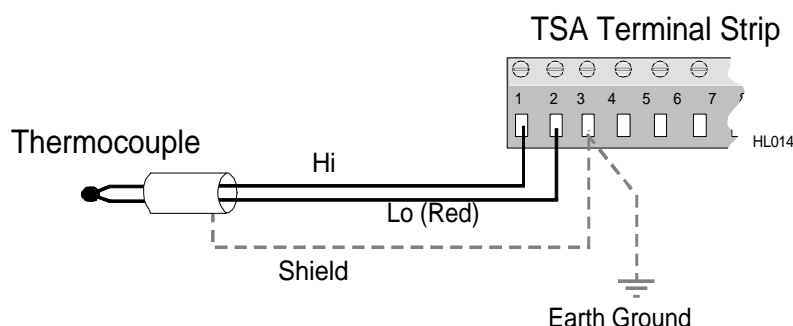 TSA Terminal Strip
1 2 3 4 5 6 7
HL014
Thermocouple
Hi
Lo (Red)
Shield
Earth Ground